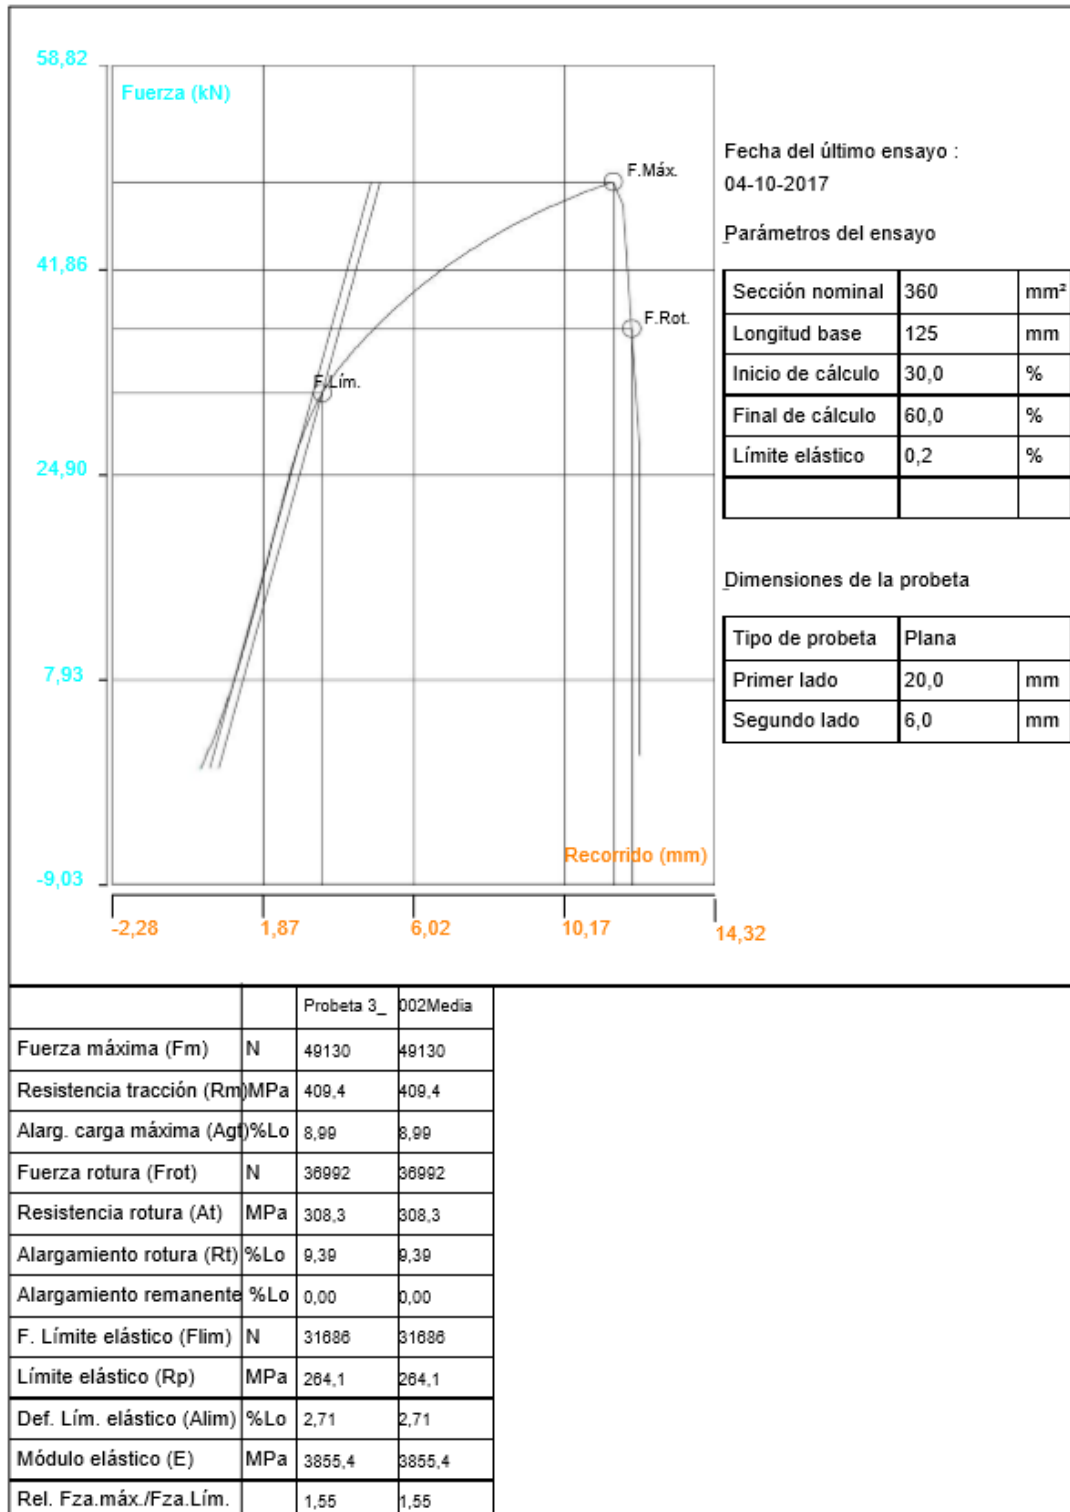 58,82
Fuerza (kN)
F.Máx.
41,86
F.Rot.
F.Lím.
24,90
7,93
Recorrido (mm)
-9,03
-2,28 1,87 6,02 10,17 14,32
Fecha del último ensayo :
04-10-2017
Parámetros del ensayo
Sección nominal 360 mm²
Longitud base 125 mm
Inicio de cálculo 30,0 %
Final de cálculo 60,0 %
Límite elástico 0,2 %
Dimensiones de la probeta
Tipo de probeta Plana
Primer lado 20,0 mm
Segundo lado 6,0 mm
Probeta 3_ 002Media
Fuerza máxima (Fm) N 49130 49130
Resistencia tracción (Rm) MPa 409,4 409,4
Alarg. carga máxima (Agt) %Lo 8,99 8,99
Fuerza rotura (Frot) N 36992 36992
Resistencia rotura (At) MPa 308,3 308,3
Alargamiento rotura (Rt) %Lo 9,39 9,39
Alargamiento remanente %Lo 0,00 0,00
F. Límite elástico (Flim) N 31686 31686
Límite elástico (Rp) MPa 264,1 264,1
Def. Lím. elástico (Alim) %Lo 2,71 2,71
Módulo elástico (E) MPa 3855,4 3855,4
Rel. Fza.máx./Fza.Lím. 1,55 1,55